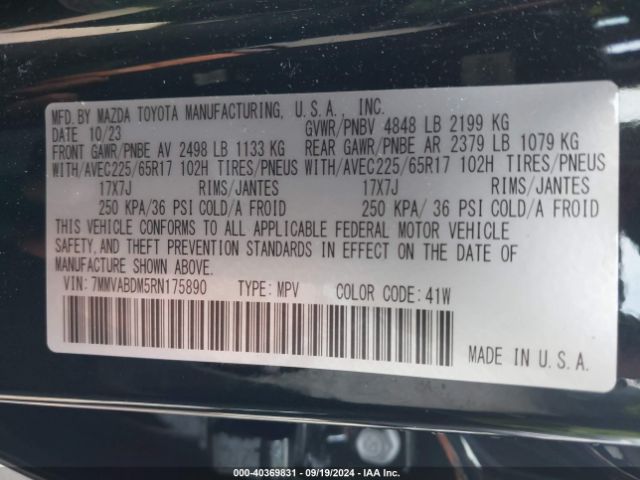 MFD. BY MAZDA TOYOTA MANUFACTURING, U.S.A. INC.
DATE 10/23 GVWR/PNBV 4848 LB 2199 KG
FRONT GAWR/PNBE AV 2498 LB 1133 KG REAR GAWR/PNBE AR 2379 LB 1079 KG
WITH/AVEC225/65R17 102H TIRES/PNEUS WITH/AVEC225/65R17 102H TIRES/PNEUS
17X7J RIMS/JANTES 17X7J RIMS/JANTES
250 KPA/36 PSI COLD/A FROID 250 KPA/ 36 PSI COLD/A FROID
THIS VEHICLE CONFORMS TO ALL APPLICABLE FEDERAL MOTOR VEHICLE
SAFETY, AND THEFT PREVENTION STANDARDS IN EFFECT ON THE DATE OF
MANUFACTURE SHOWN ABOVE.
VIN: 7MMVABDM5RN175890 TYPE: MPV COLOR CODE: 41W
MADE IN U.S.A.
000-40369831 - 09/19/2024 - IAA Inc.